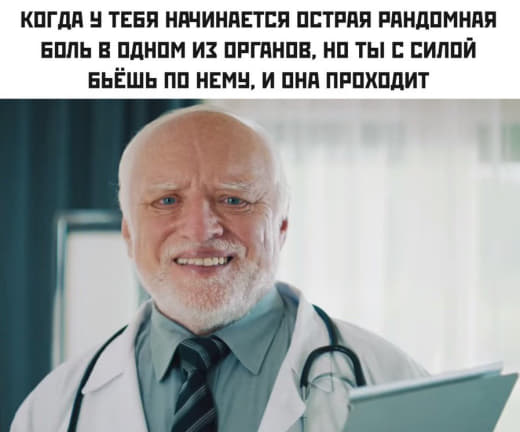 КОГДА У ТЕБЯ НАЧИНАЕТСЯ ОСТРАЯ РАНДОМНАЯ
БОЛЬ В ОДНОМ ИЗ ОРГАНОВ, НО ТЫ С СИЛОЙ
БЬЁШЬ ПО НЕМУ, И ОНА ПРОХОДИТ